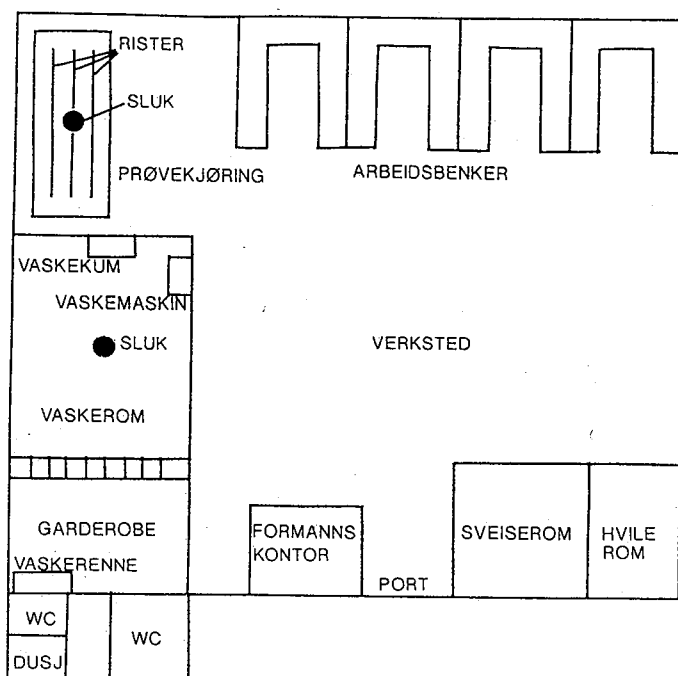 RISTER
SLUK
PRØVEKJØRING
ARBEIDSBENKER
VASKEKUM
VASKEMASKIN
SLUK
VERKSTED
VASKEROM
GARDEROBE
VASKERENNE
FORMANNS
KONTOR
SVEISEROM
HVILE
ROM
PORT
WC
WC
DUSJ